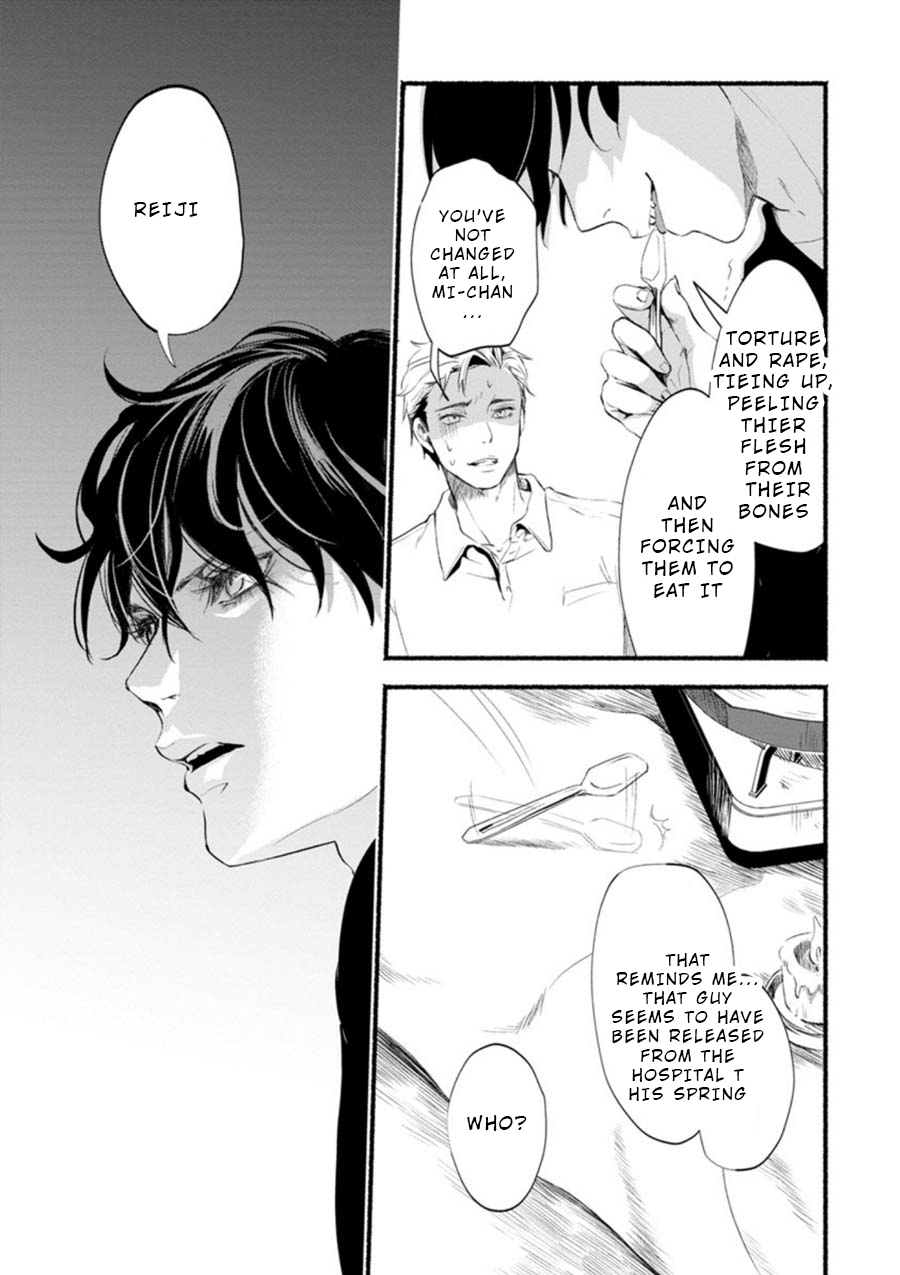 TORTURE
AND RAPE,
TIEING UP,
PEELING
THIER
FLESH
FROM
THEIR
BONES
AND
THEN
FORCING
THEM TO
EAT IT
YOU'VE
NOT
CHANGED
AT ALL,
MI-CHAN
...
THAT
REMINDS ME...
THAT GUY
SEEMS TO HAVE
BEEN RELEASED
FROM THE
HOSPITAL T
HIS SPRING
WHO?
REIJI